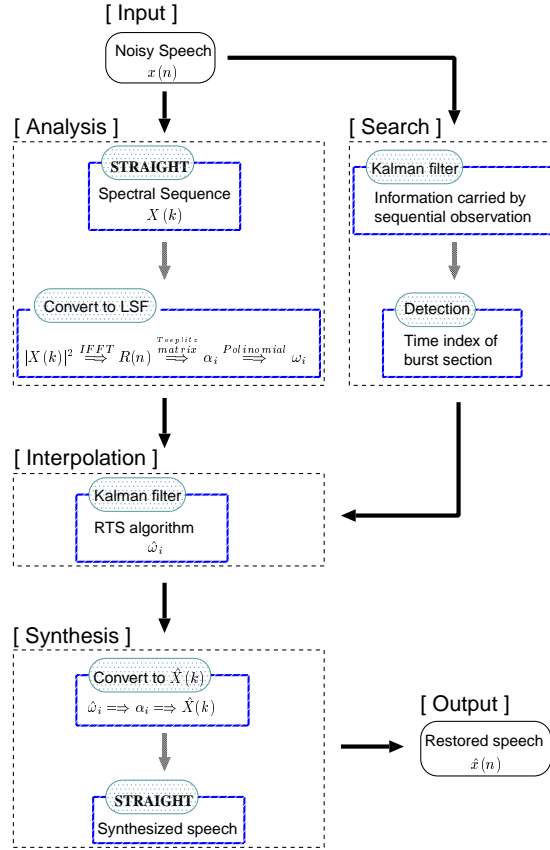 [ Input ]
Noisy Speech
x(n)
[ Analysis ]
STRAIGHT
Spectral Sequence
X(k)
Convert to LSF
|X(k)|² IFFT ⟹ R(n) Toeplitz matrix ⟹ αᵢ Polinomial ⟹ ωᵢ
[ Search ]
Kalman filter
Information carried by
sequential observation
Detection
Time index of
burst section
[ Interpolation ]
Kalman filter
RTS algorithm
ω̂ᵢ
[ Synthesis ]
Convert to X̂(k)
ω̂ᵢ ⟹ αᵢ ⟹ X̂(k)
STRAIGHT
Synthesized speech
[ Output ]
Restored speech
x̂(n)